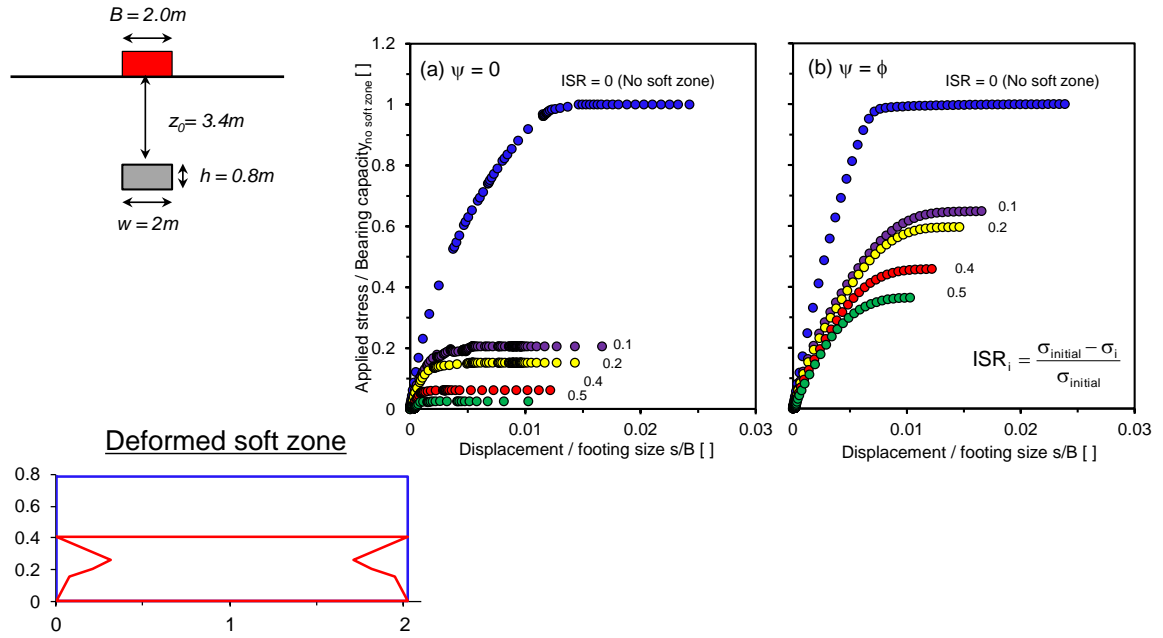 B = 2.0m
z0 = 3.4m
h = 0.8m
w = 2m
Deformed soft zone
0.8
0.6
0.4
0.2
0
0
1
2
Applied stress / Bearing capacity no soft zone [ ]
1.2
1
0.8
0.6
0.4
0.2
0
(a) ψ = 0
ISR = 0 (No soft zone)
0.1
0.2
0.4
0.5
0
0.01
0.02
0.03
Displacement / footing size s/B [ ]
(b) ψ = ϕ
ISR = 0 (No soft zone)
0.1
0.2
0.4
0.5
ISRi = (σinitial − σi) / σinitial
0
0.01
0.02
0.03
Displacement / footing size s/B [ ]